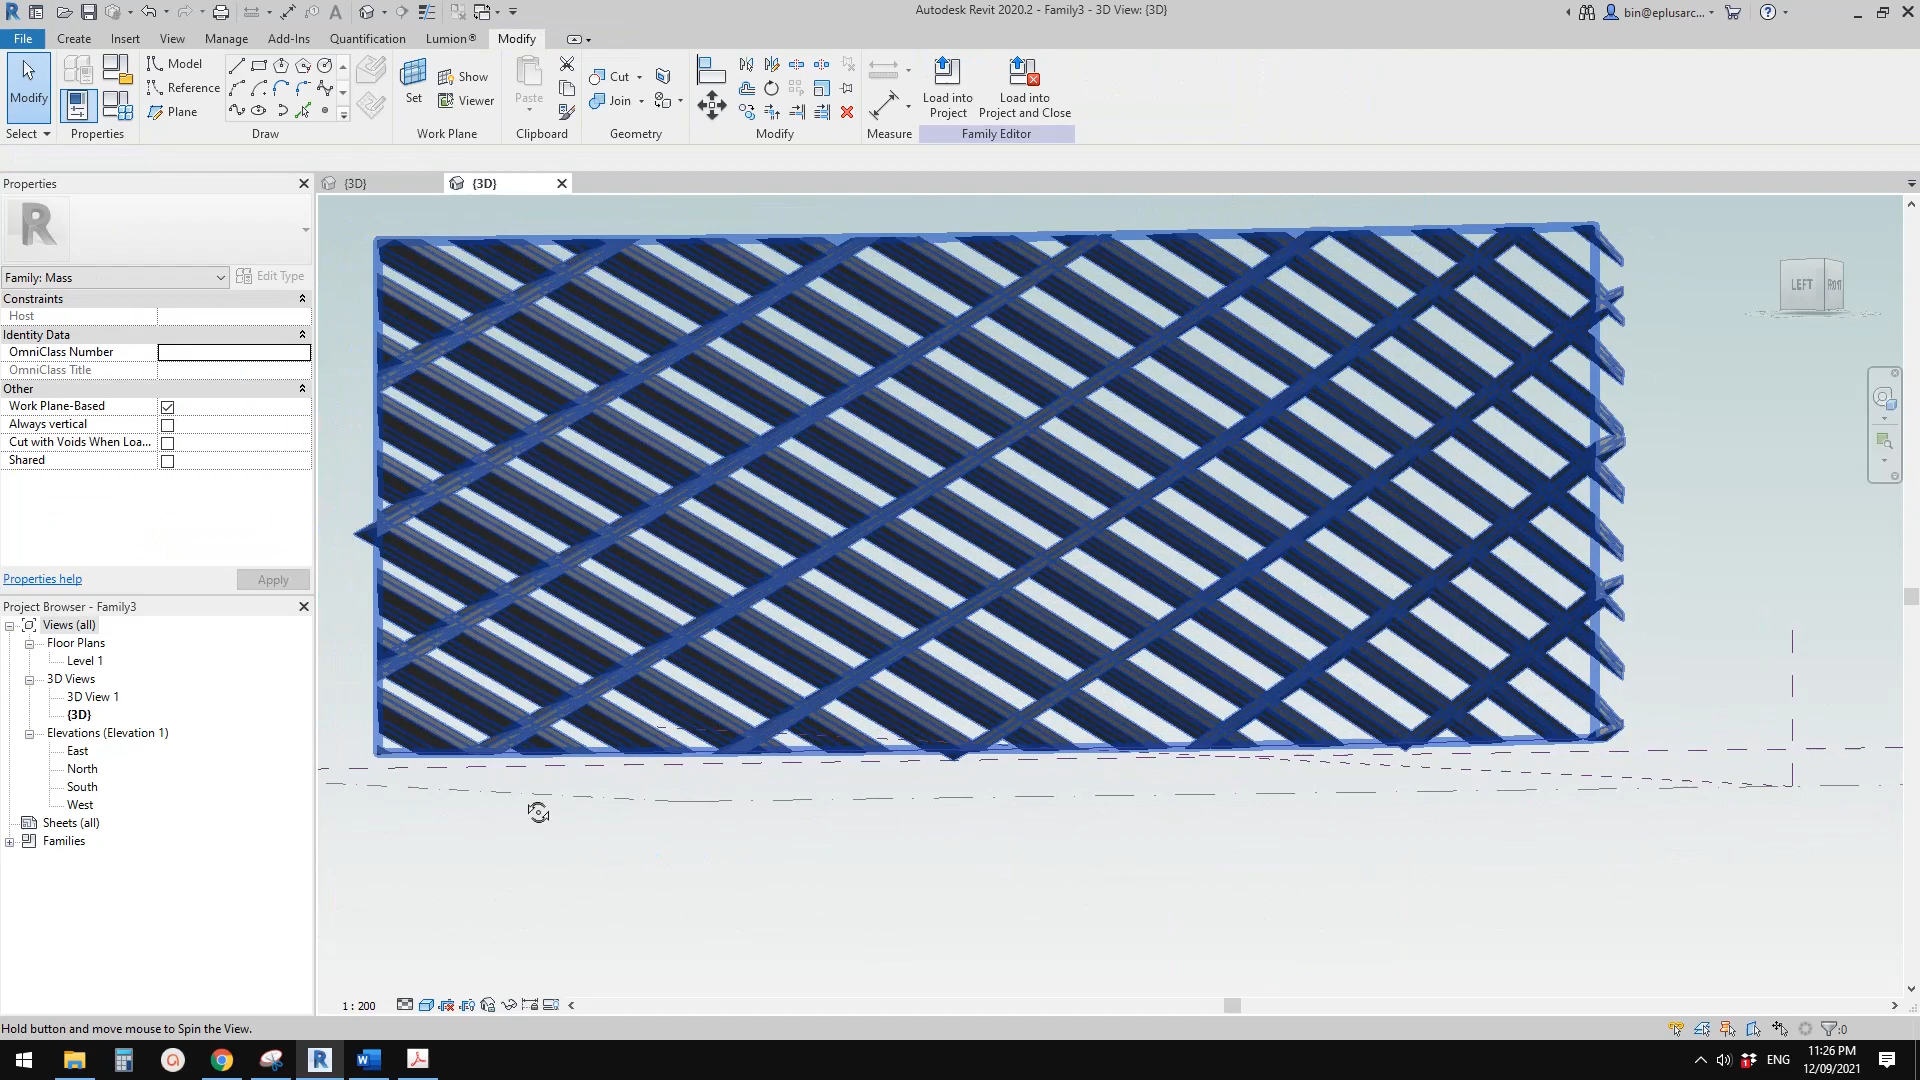 Autodesk Revit 2020.2 - Family3 - 3D View: {3D}
bin@eplusarc...
File Create Insert View Manage Add-Ins Quantification Lumion® Modify
Modify
Model
Reference
Plane
Set
Show
Viewer
Paste
Cut
Join
Load into
Project
Load into
Project and Close
Select Properties Draw Work Plane Clipboard Geometry Modify Measure Family Editor
Properties
{3D}
{3D}
Family: Mass
Edit Type
Constraints
Host
Identity Data
OmniClass Number
OmniClass Title
Other
Work Plane-Based
Always vertical
Cut with Voids When Loa...
Shared
Properties help
Apply
Project Browser - Family3
Views (all)
Floor Plans
Level 1
3D Views
3D View 1
{3D}
Elevations (Elevation 1)
East
North
South
West
Sheets (all)
Families
LEFT
1 : 200
Hold button and move mouse to Spin the View.
:0
ENG
11:26 PM
12/09/2021